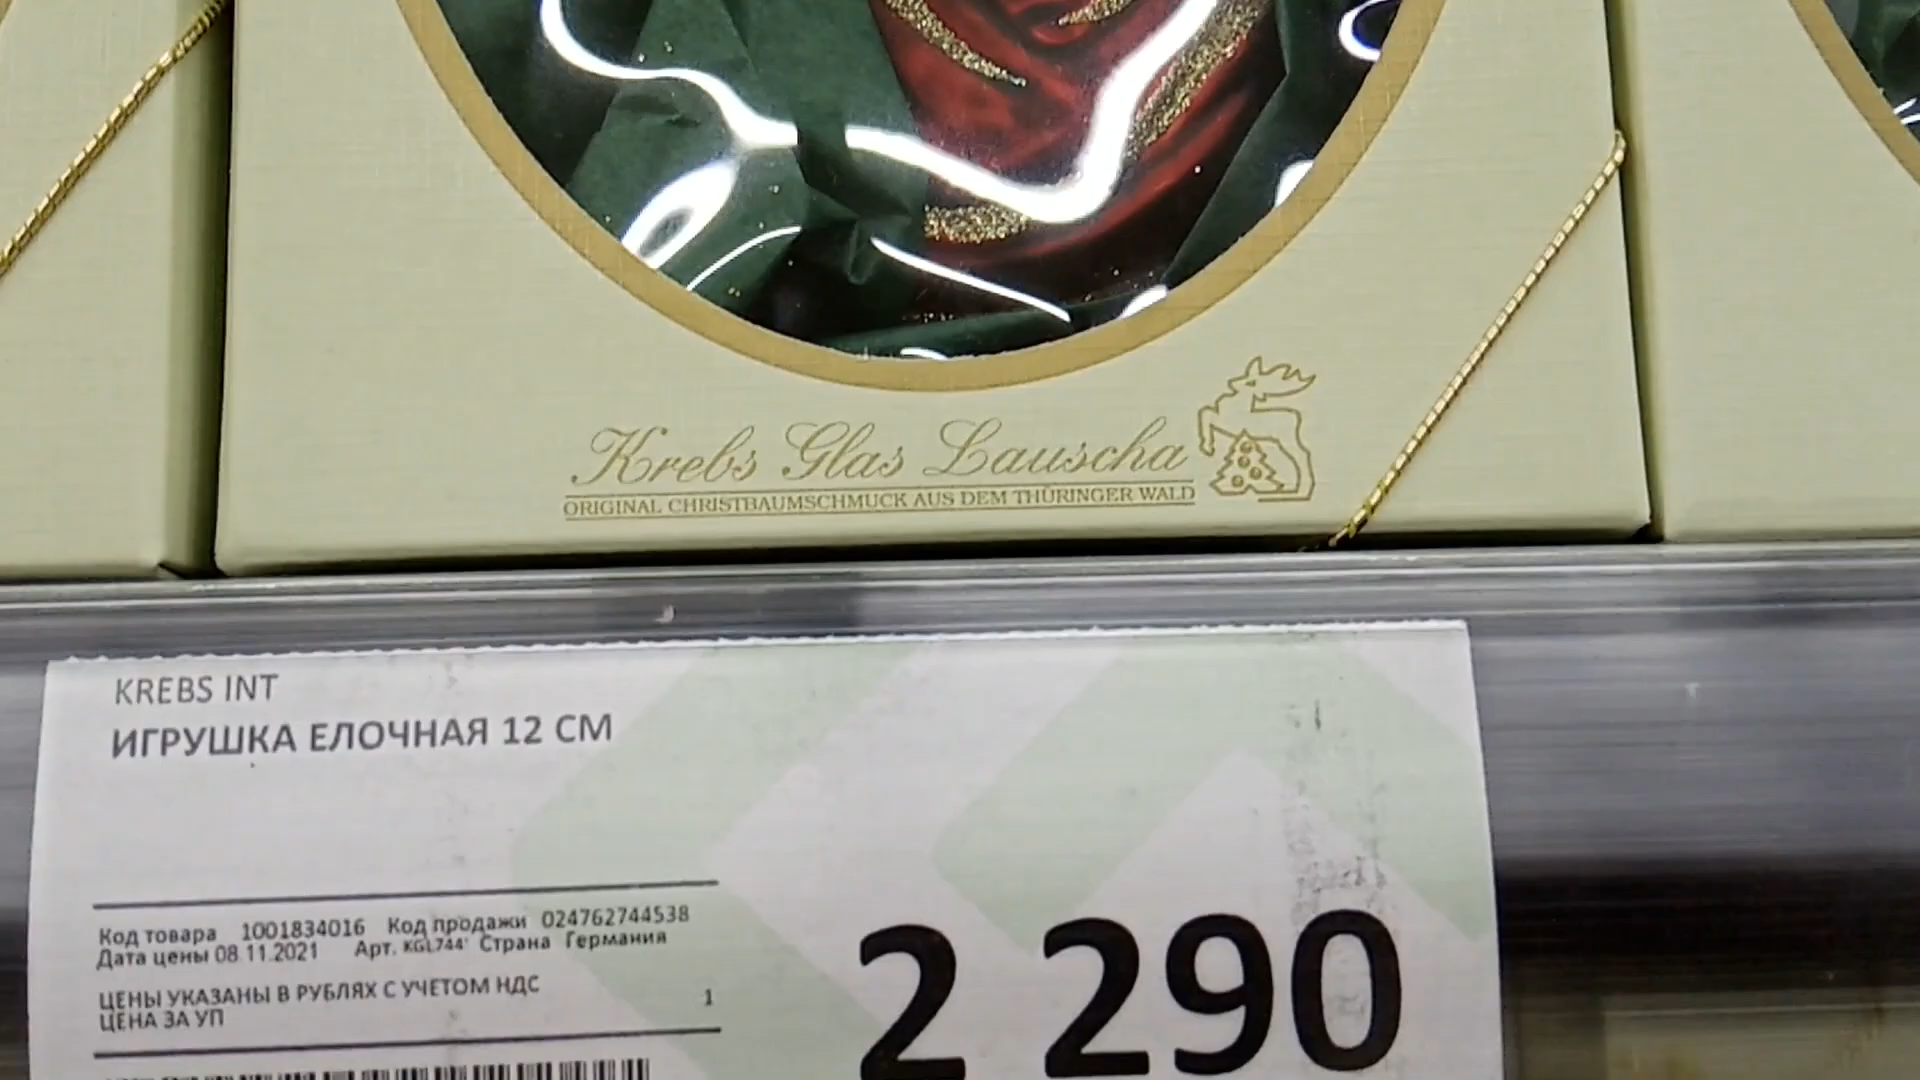 Krebs Glas Lauscha
ORIGINAL CHRISTBAUMSCHMUCK AUS DEM THÜRINGER WALD
KREBS INT
ИГРУШКА ЕЛОЧНАЯ 12 СМ
Код товара 1001834016 Код продажи 024762744538
Дата цены 08.11.2021 Арт. KGL744' Страна Германия
ЦЕНЫ УКАЗАНЫ В РУБЛЯХ С УЧЕТОМ НДС
ЦЕНА ЗА УП 1
2 290